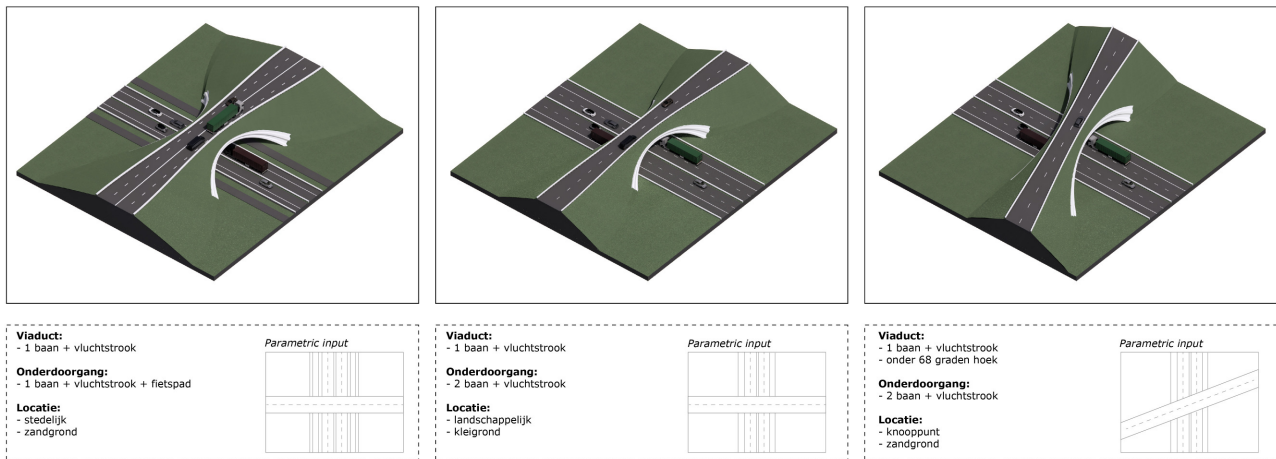 Viaduct:
- 1 baan + vluchtstrook
Onderdoorgang:
- 1 baan + vluchtstrook + fietspad
Locatie:
- stedelijk
- zandgrond
Parametric input
Viaduct:
- 1 baan + vluchtstrook
Onderdoorgang:
- 2 baan + vluchtstrook
Locatie:
- landschappelijk
- kleigrond
Parametric input
Viaduct:
- 1 baan + vluchtstrook
- onder 68 graden hoek
Onderdoorgang:
- 2 baan + vluchtstrook
Locatie:
- knooppunt
- zandgrond
Parametric input